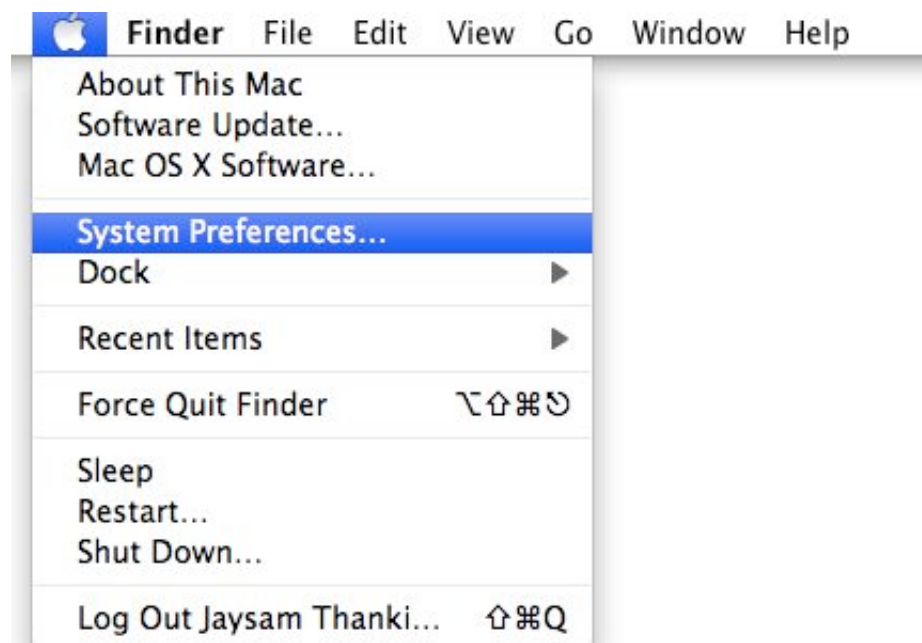 Finder File Edit View Go Window Help
About This Mac
Software Update...
Mac OS X Software...
System Preferences...
Dock ▶
Recent Items ▶
Force Quit Finder ⌥⇧⌘⎋
Sleep
Restart...
Shut Down...
Log Out Jaysam Thanki... ⇧⌘Q